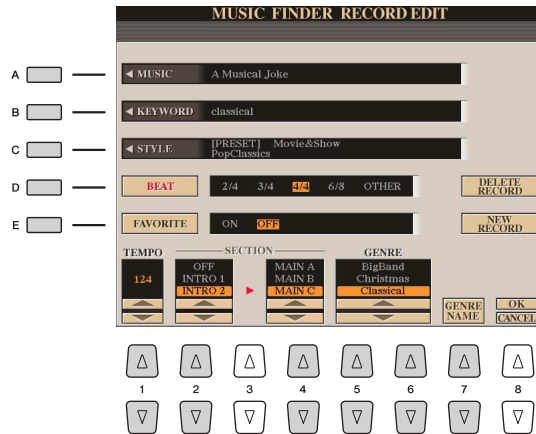 MUSIC FINDER RECORD EDIT
A
MUSIC A Musical Joke
B
KEYWORD classical
C
STYLE [PRESET] Movie&Show
PopClassics
D
BEAT 2/4 3/4 4/4 6/8 OTHER
DELETE
RECORD
E
FAVORITE ON OFF
NEW
RECORD
TEMPO
124
SECTION
OFF
INTRO 1
INTRO 2
MAIN A
MAIN B
MAIN C
GENRE
BigBand
Christmas
Classical
GENRE
NAME
OK
CANCEL
1 2 3 4 5 6 7 8